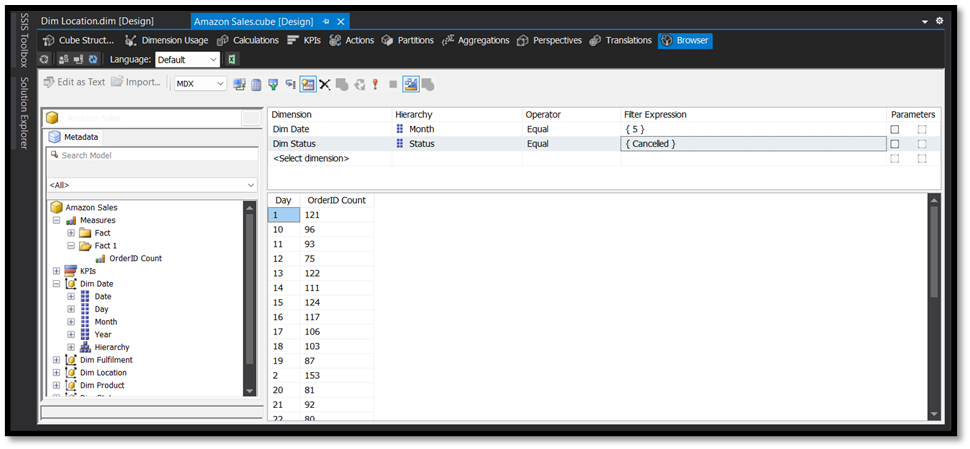 SSIS Toolbox
Solution Explorer
Dim Location.dim [Design]
Amazon Sales.cube [Design]
Cube Struct...
Dimension Usage
Calculations
KPIs
Actions
Partitions
Aggregations
Perspectives
Translations
Browser
Language:
Default
Edit as Text
Import...
MDX
Amazon Sales
Metadata
Search Model
<All>
Amazon Sales
Measures
Fact
Fact 1
OrderID Count
KPIs
Dim Date
Date
Day
Month
Year
Hierarchy
Dim Fulfilment
Dim Location
Dim Product
Dimension Hierarchy Operator Filter Expression Parameters
Dim Date Month Equal { 5 }
Dim Status Status Equal { Cancelled }
<Select dimension>
Day OrderID Count
1 121
10 96
11 93
12 75
13 122
14 111
15 124
16 117
17 106
18 103
19 87
2 153
20 81
21 92
22 80